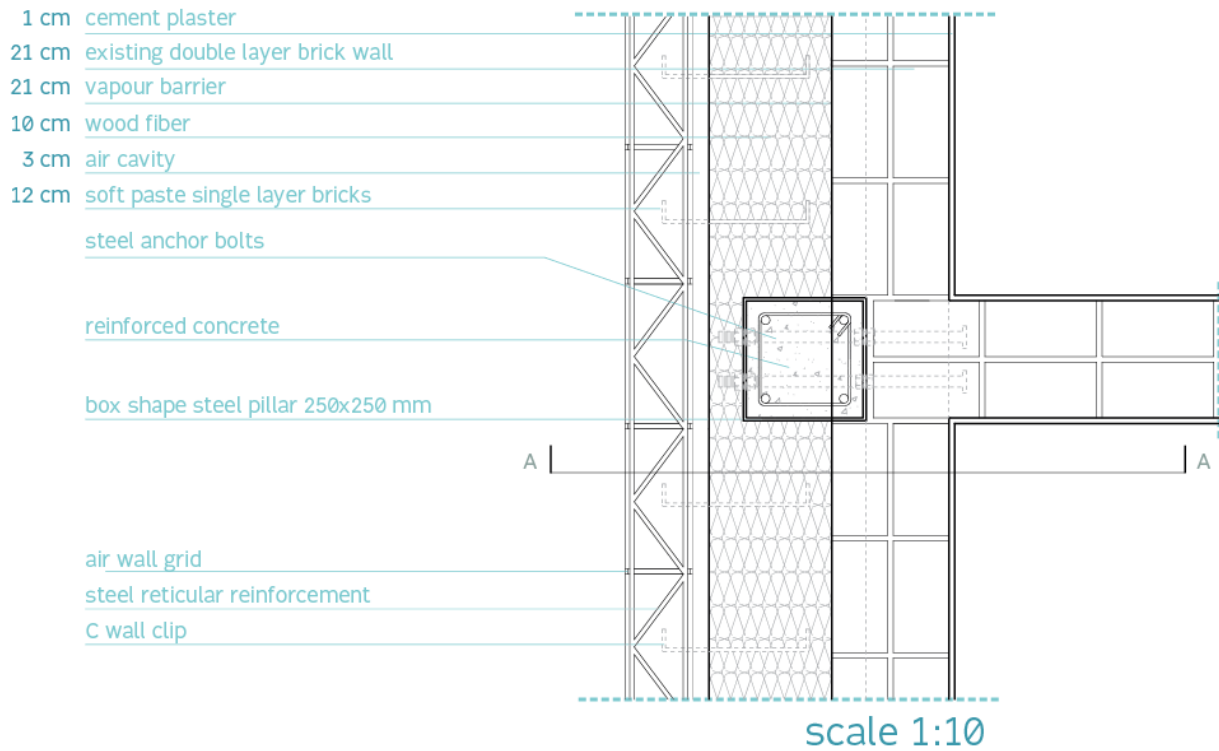 1 cm cement plaster
21 cm existing double layer brick wall
21 cm vapour barrier
10 cm wood fiber
3 cm air cavity
12 cm soft paste single layer bricks
steel anchor bolts
reinforced concrete
box shape steel pillar 250x250 mm
A A
air wall grid
steel reticular reinforcement
C wall clip
scale 1:10